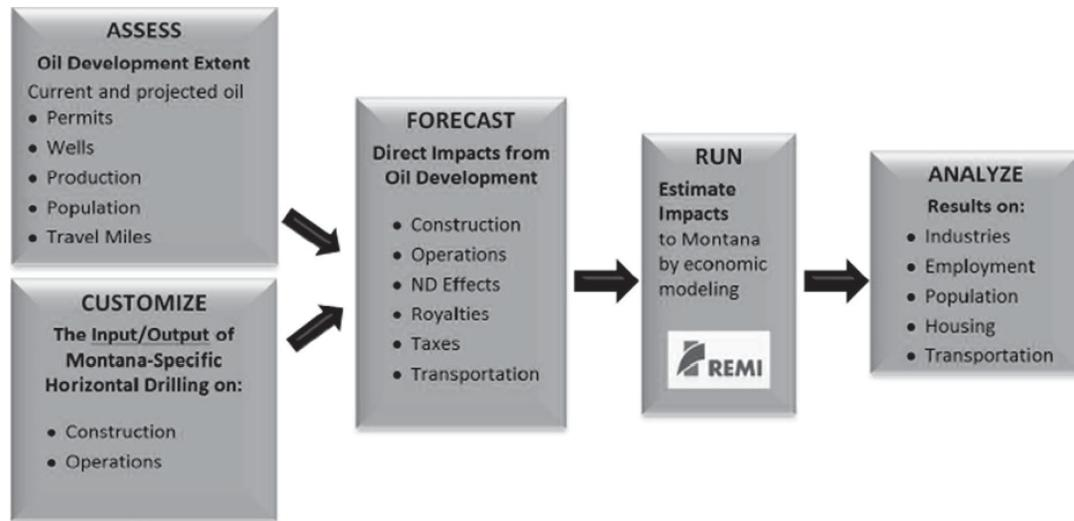 ASSESS
Oil Development Extent
Current and projected oil
• Permits
• Wells
• Production
• Population
• Travel Miles
CUSTOMIZE
The Input/Output of
Montana-Specific
Horizontal Drilling on:
• Construction
• Operations
FORECAST
Direct Impacts from
Oil Development
• Construction
• Operations
• ND Effects
• Royalties
• Taxes
• Transportation
RUN
Estimate
Impacts
to Montana
by economic
modeling
REMI
ANALYZE
Results on:
• Industries
• Employment
• Population
• Housing
• Transportation